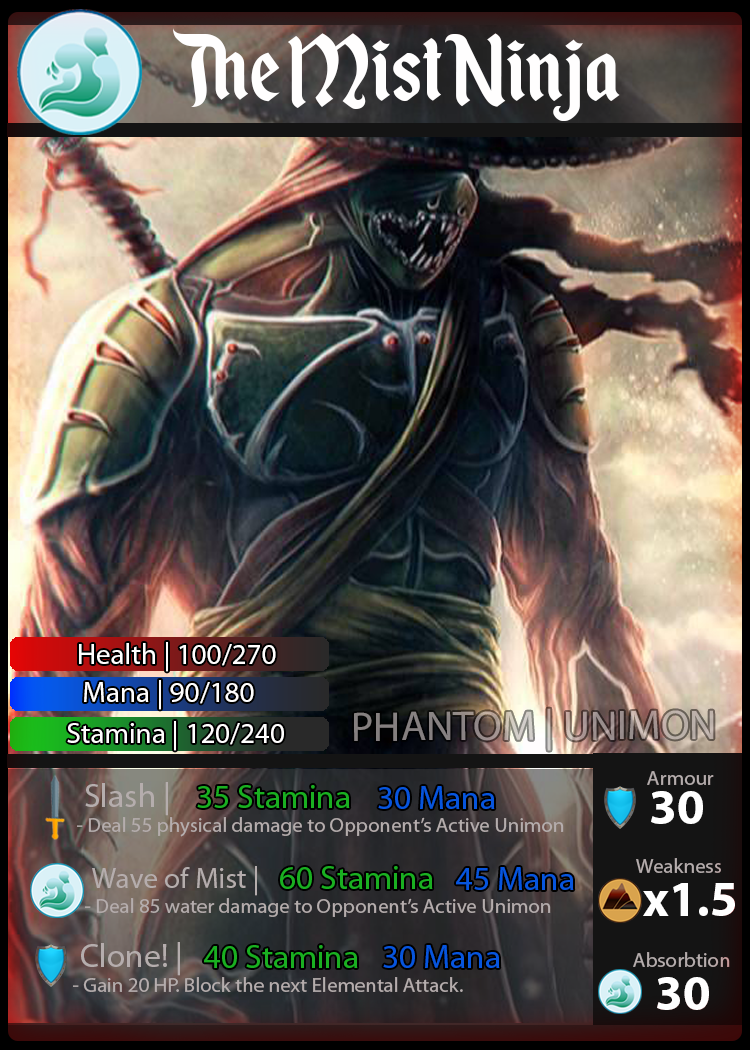 The Mist Ninja
Health | 100/270
Mana | 90/180
Stamina | 120/240
PHANTOM | UNIMON
Slash | 35 Stamina 30 Mana
- Deal 55 physical damage to Opponent's Active Unimon
Wave of Mist | 60 Stamina 45 Mana
- Deal 85 water damage to Opponent's Active Unimon
Clone! | 40 Stamina 30 Mana
- Gain 20 HP. Block the next Elemental Attack.
Armour
30
Weakness
x1.5
Absorbtion
30